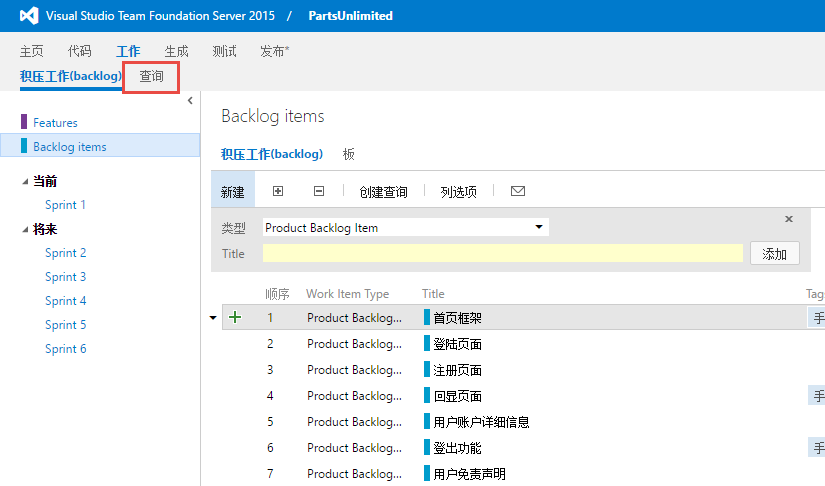 Visual Studio Team Foundation Server 2015 / PartsUnlimited
主页 代码 工作 生成 测试 发布*
积压工作(backlog) 查询
Features
Backlog items
当前
Sprint 1
将来
Sprint 2
Sprint 3
Sprint 4
Sprint 5
Sprint 6
Backlog items
积压工作(backlog) 板
新建 创建查询 列选项
类型 Product Backlog Item
Title 添加
顺序 Work Item Type Title Tag
1 Product Backlog... 首页框架 手
2 Product Backlog... 登陆页面
3 Product Backlog... 注册页面
4 Product Backlog... 回显页面 手
5 Product Backlog... 用户账户详细信息
6 Product Backlog... 登出功能 手
7 Product Backlog... 用户免责声明